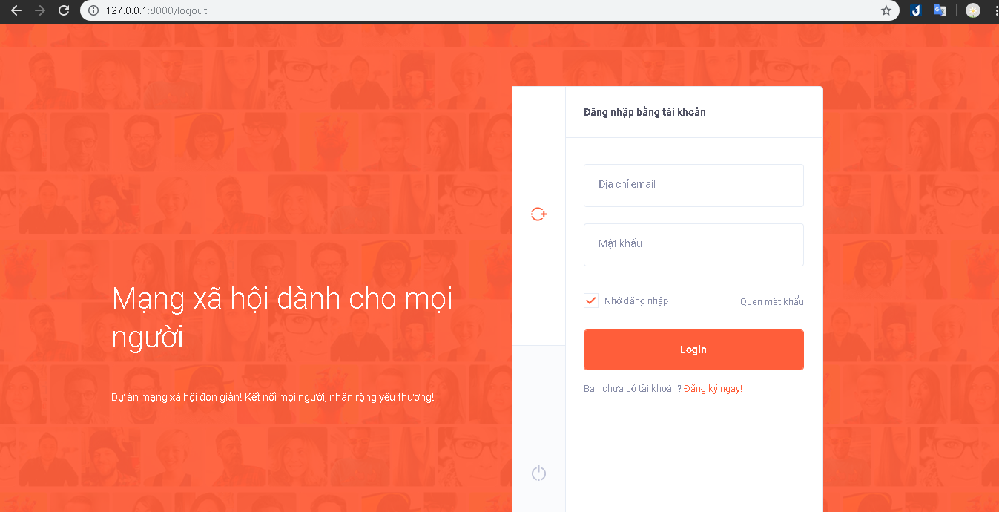 127.0.0.1:8000/logout
Đăng nhập bằng tài khoản
Địa chỉ email
Mật khẩu
Nhớ đăng nhập
Quên mật khẩu
Login
Bạn chưa có tài khoản? Đăng ký ngay!
Mạng xã hội dành cho mọi
người
Dự án mạng xã hội đơn giản! Kết nối mọi người, nhân rộng yêu thương!